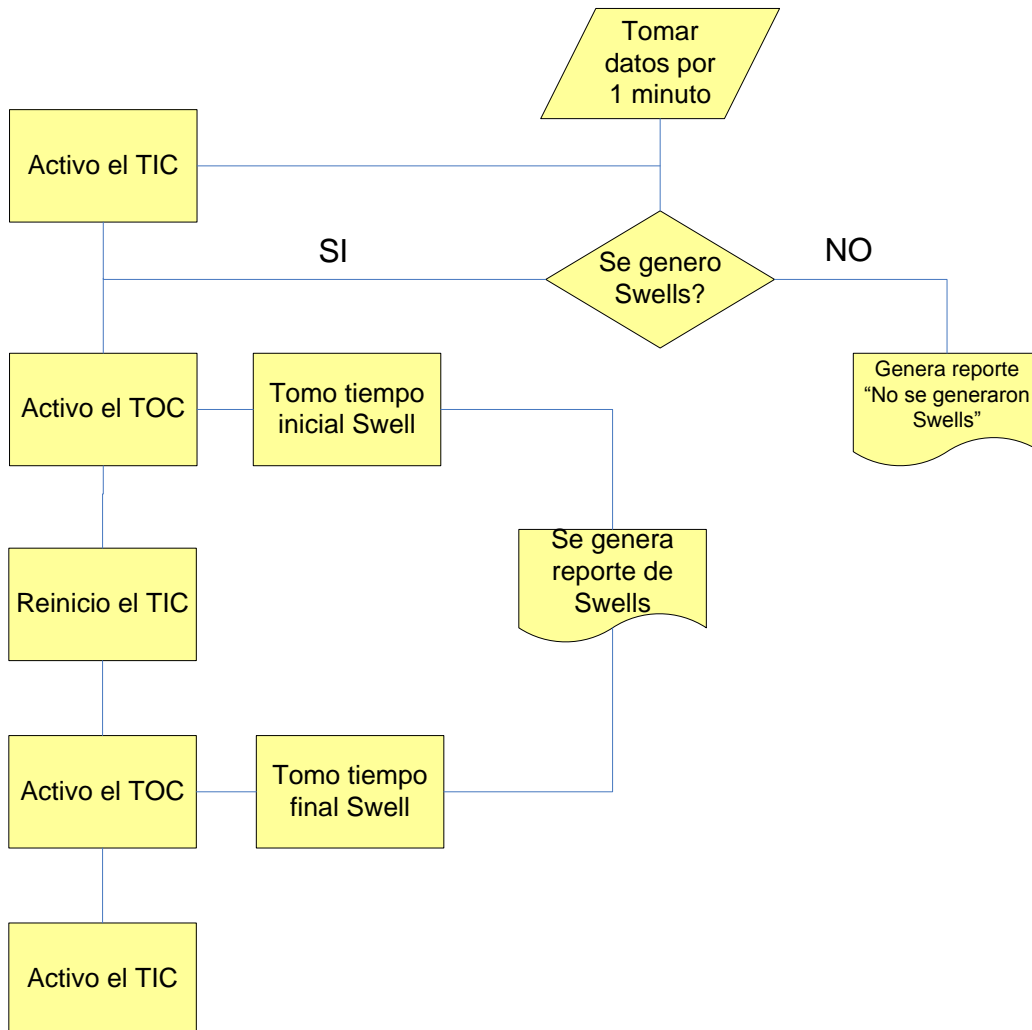 Tomar
datos por
1 minuto
Activo el TIC
SI
NO
Se genero
Swells?
Genera reporte
“No se generaron
Swells”
Activo el TOC
Tomo tiempo
inicial Swell
Se genera
reporte de
Swells
Reinicio el TIC
Activo el TOC
Tomo tiempo
final Swell
Activo el TIC